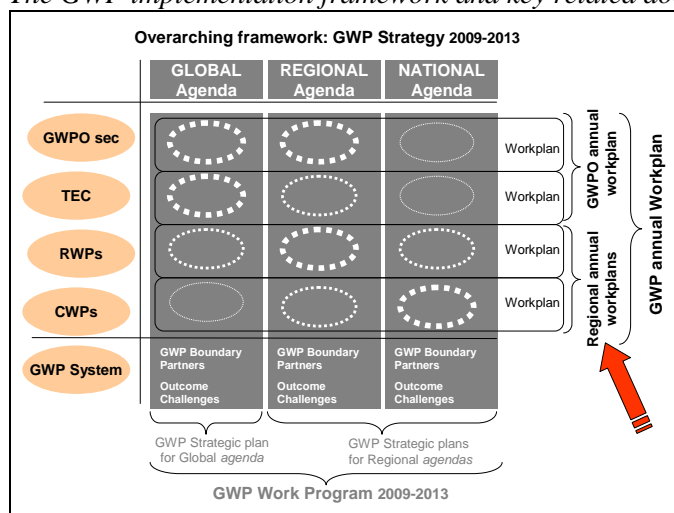 The GWP implementation framework and key related do
Overarching framework: GWP Strategy 2009-2013
GLOBAL
Agenda
REGIONAL
Agenda
NATIONAL
Agenda
GWPO sec
Workplan
TEC
Workplan
RWPs
Workplan
CWPs
Workplan
GWPO annual
workplan
Regional annual
workplans
GWP annual Workplan
GWP System
GWP Boundary
Partners
Outcome
Challenges
GWP Boundary
Partners
Outcome
Challenges
GWP Boundary
Partners
Outcome
Challenges
GWP Strategic plan
for Global agenda
GWP Strategic plans
for Regional agendas
GWP Work Program 2009-2013